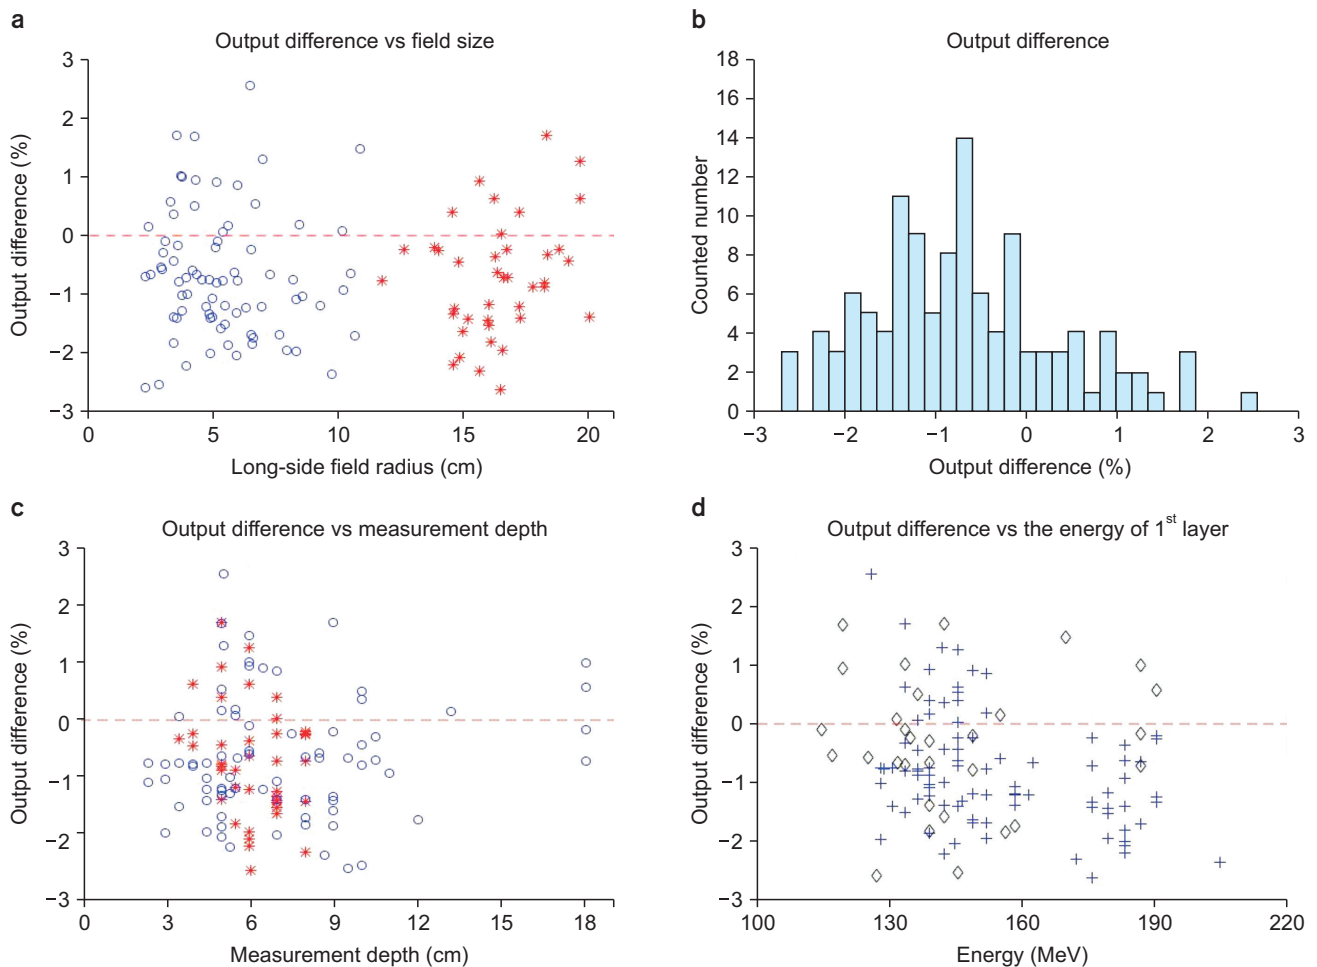 a
Output difference vs field size
3
2
1
0
−1
−2
−3
Output difference (%)
0 5 10 15 20
Long-side field radius (cm)
b
Output difference
18
16
14
12
10
8
6
4
2
0
Counted number
−3 −2 −1 0 1 2 3
Output difference (%)
c
Output difference vs measurement depth
3
2
1
0
−1
−2
−3
Output difference (%)
0 3 6 9 12 15 18
Measurement depth (cm)
d
Output difference vs the energy of 1st layer
3
2
1
0
−1
−2
−3
Output difference (%)
100 130 160 190 220
Energy (MeV)